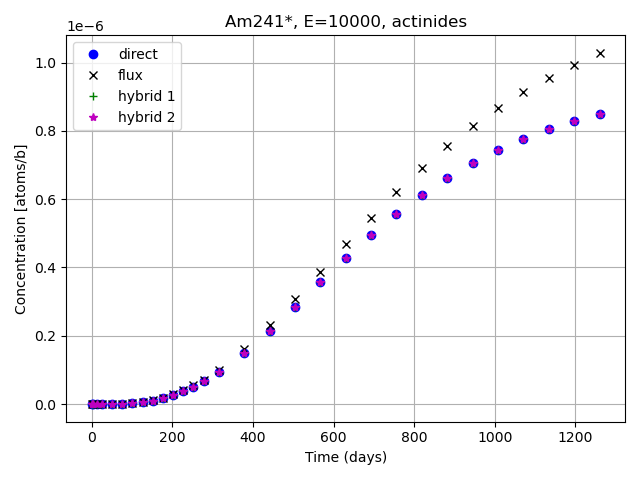 Am241*, E=10000, actinides
1e−6
direct
flux
hybrid 1
hybrid 2
1.0
0.8
0.6
0.4
0.2
0.0
Concentration [atoms/b]
0 200 400 600 800 1000 1200
Time (days)